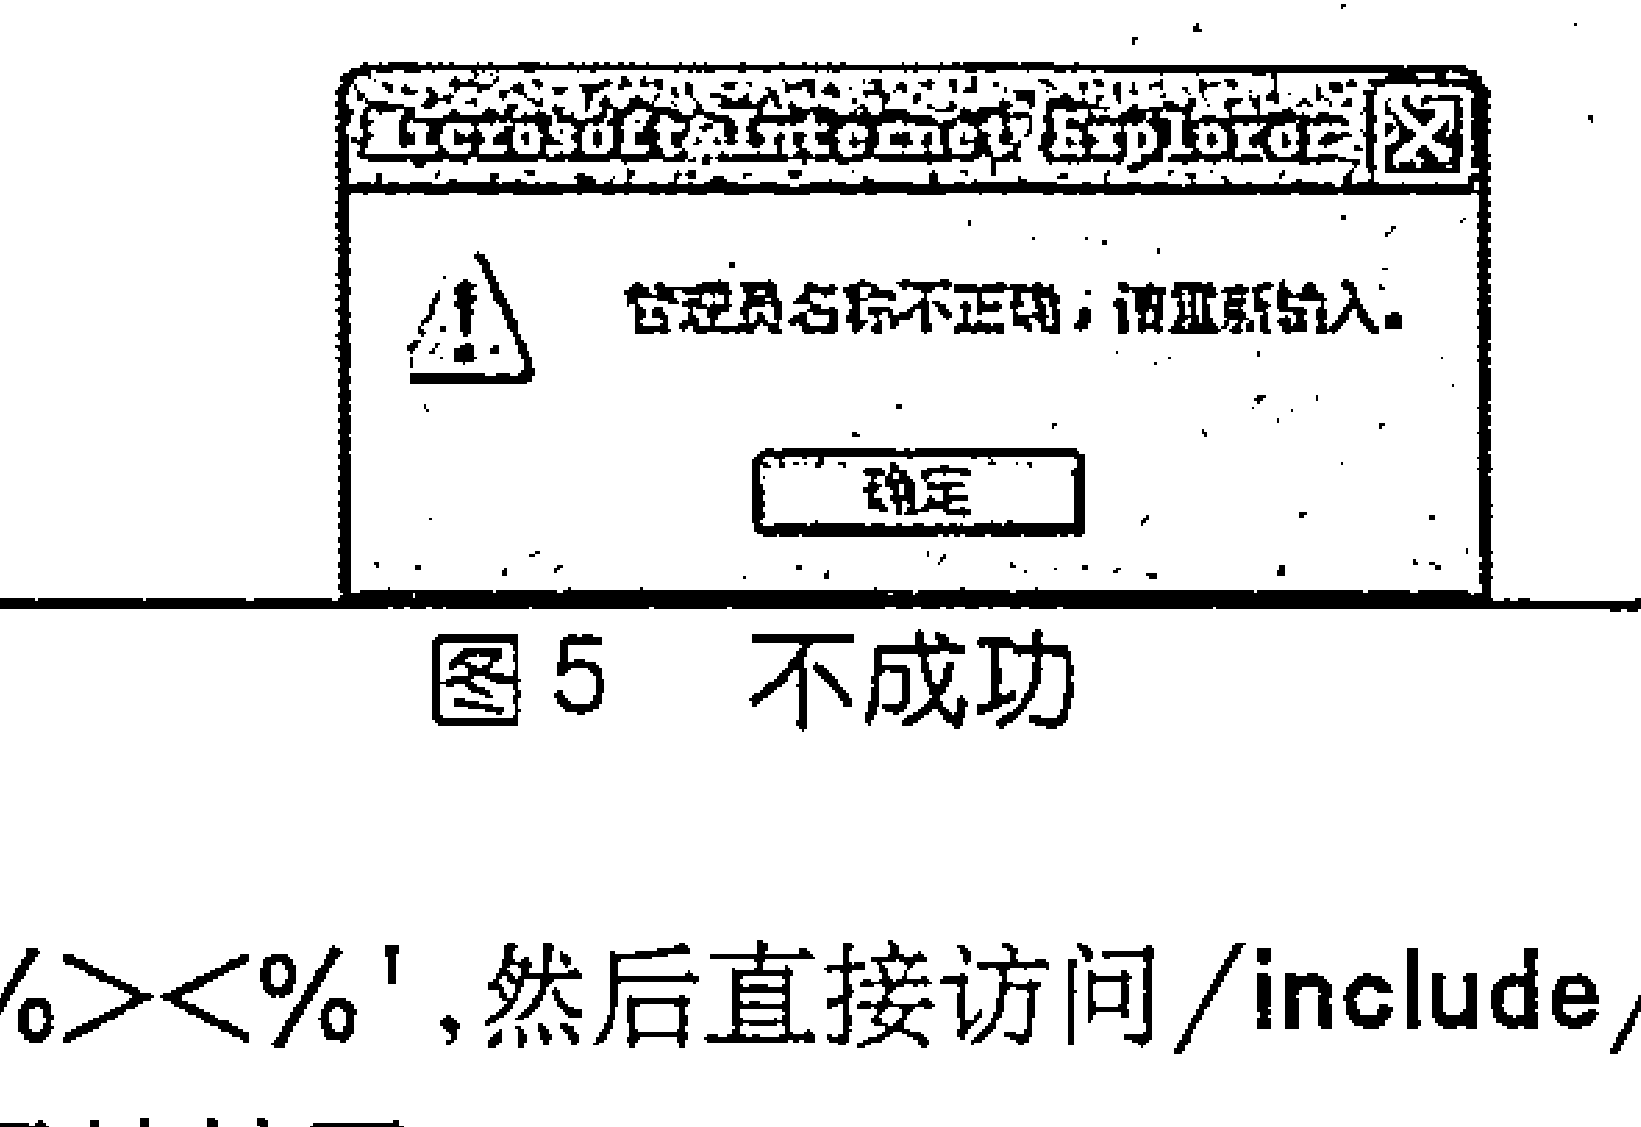 Microsoft Internet Explorer
管理员名称不正确,请重新输入.
确定
图5 不成功
%><%',然后直接访问/include/